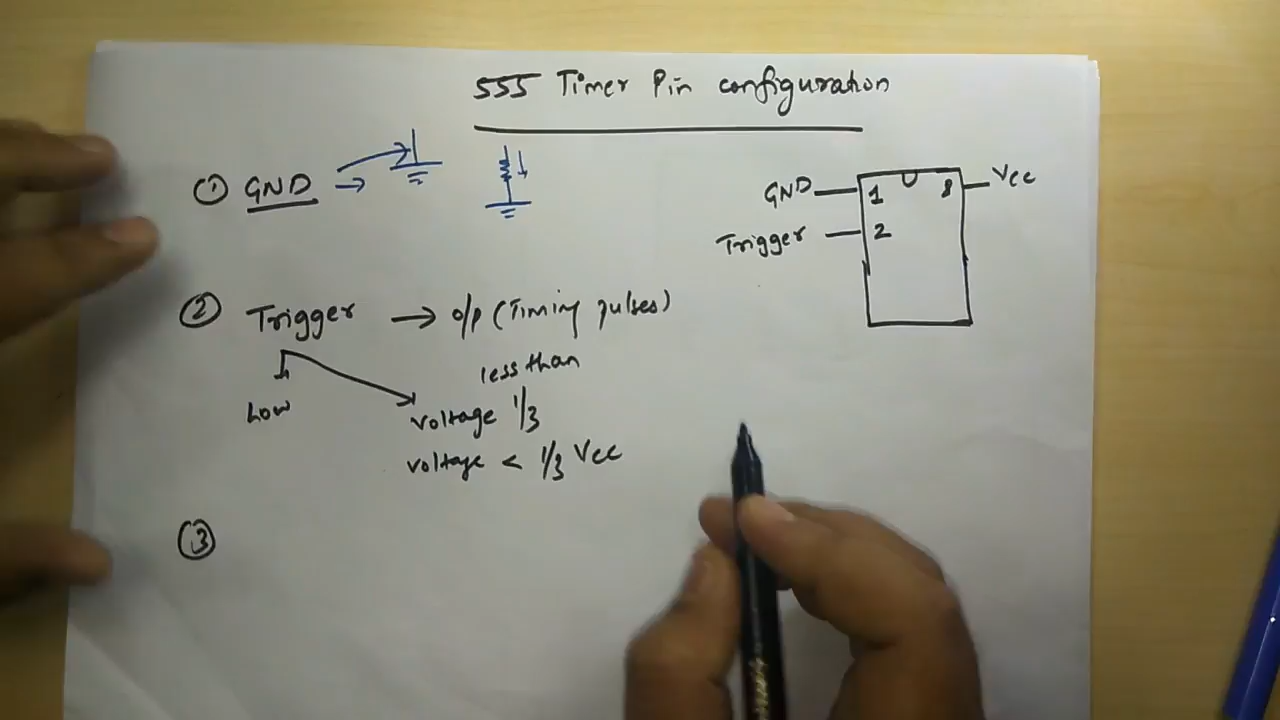 555 Timer Pin configuration
① GND
GND 1 8 Vcc
Trigger 2
② Trigger → o/p (Timing pulses)
less than
Low
voltage 1/3
voltage < 1/3 Vcc
③